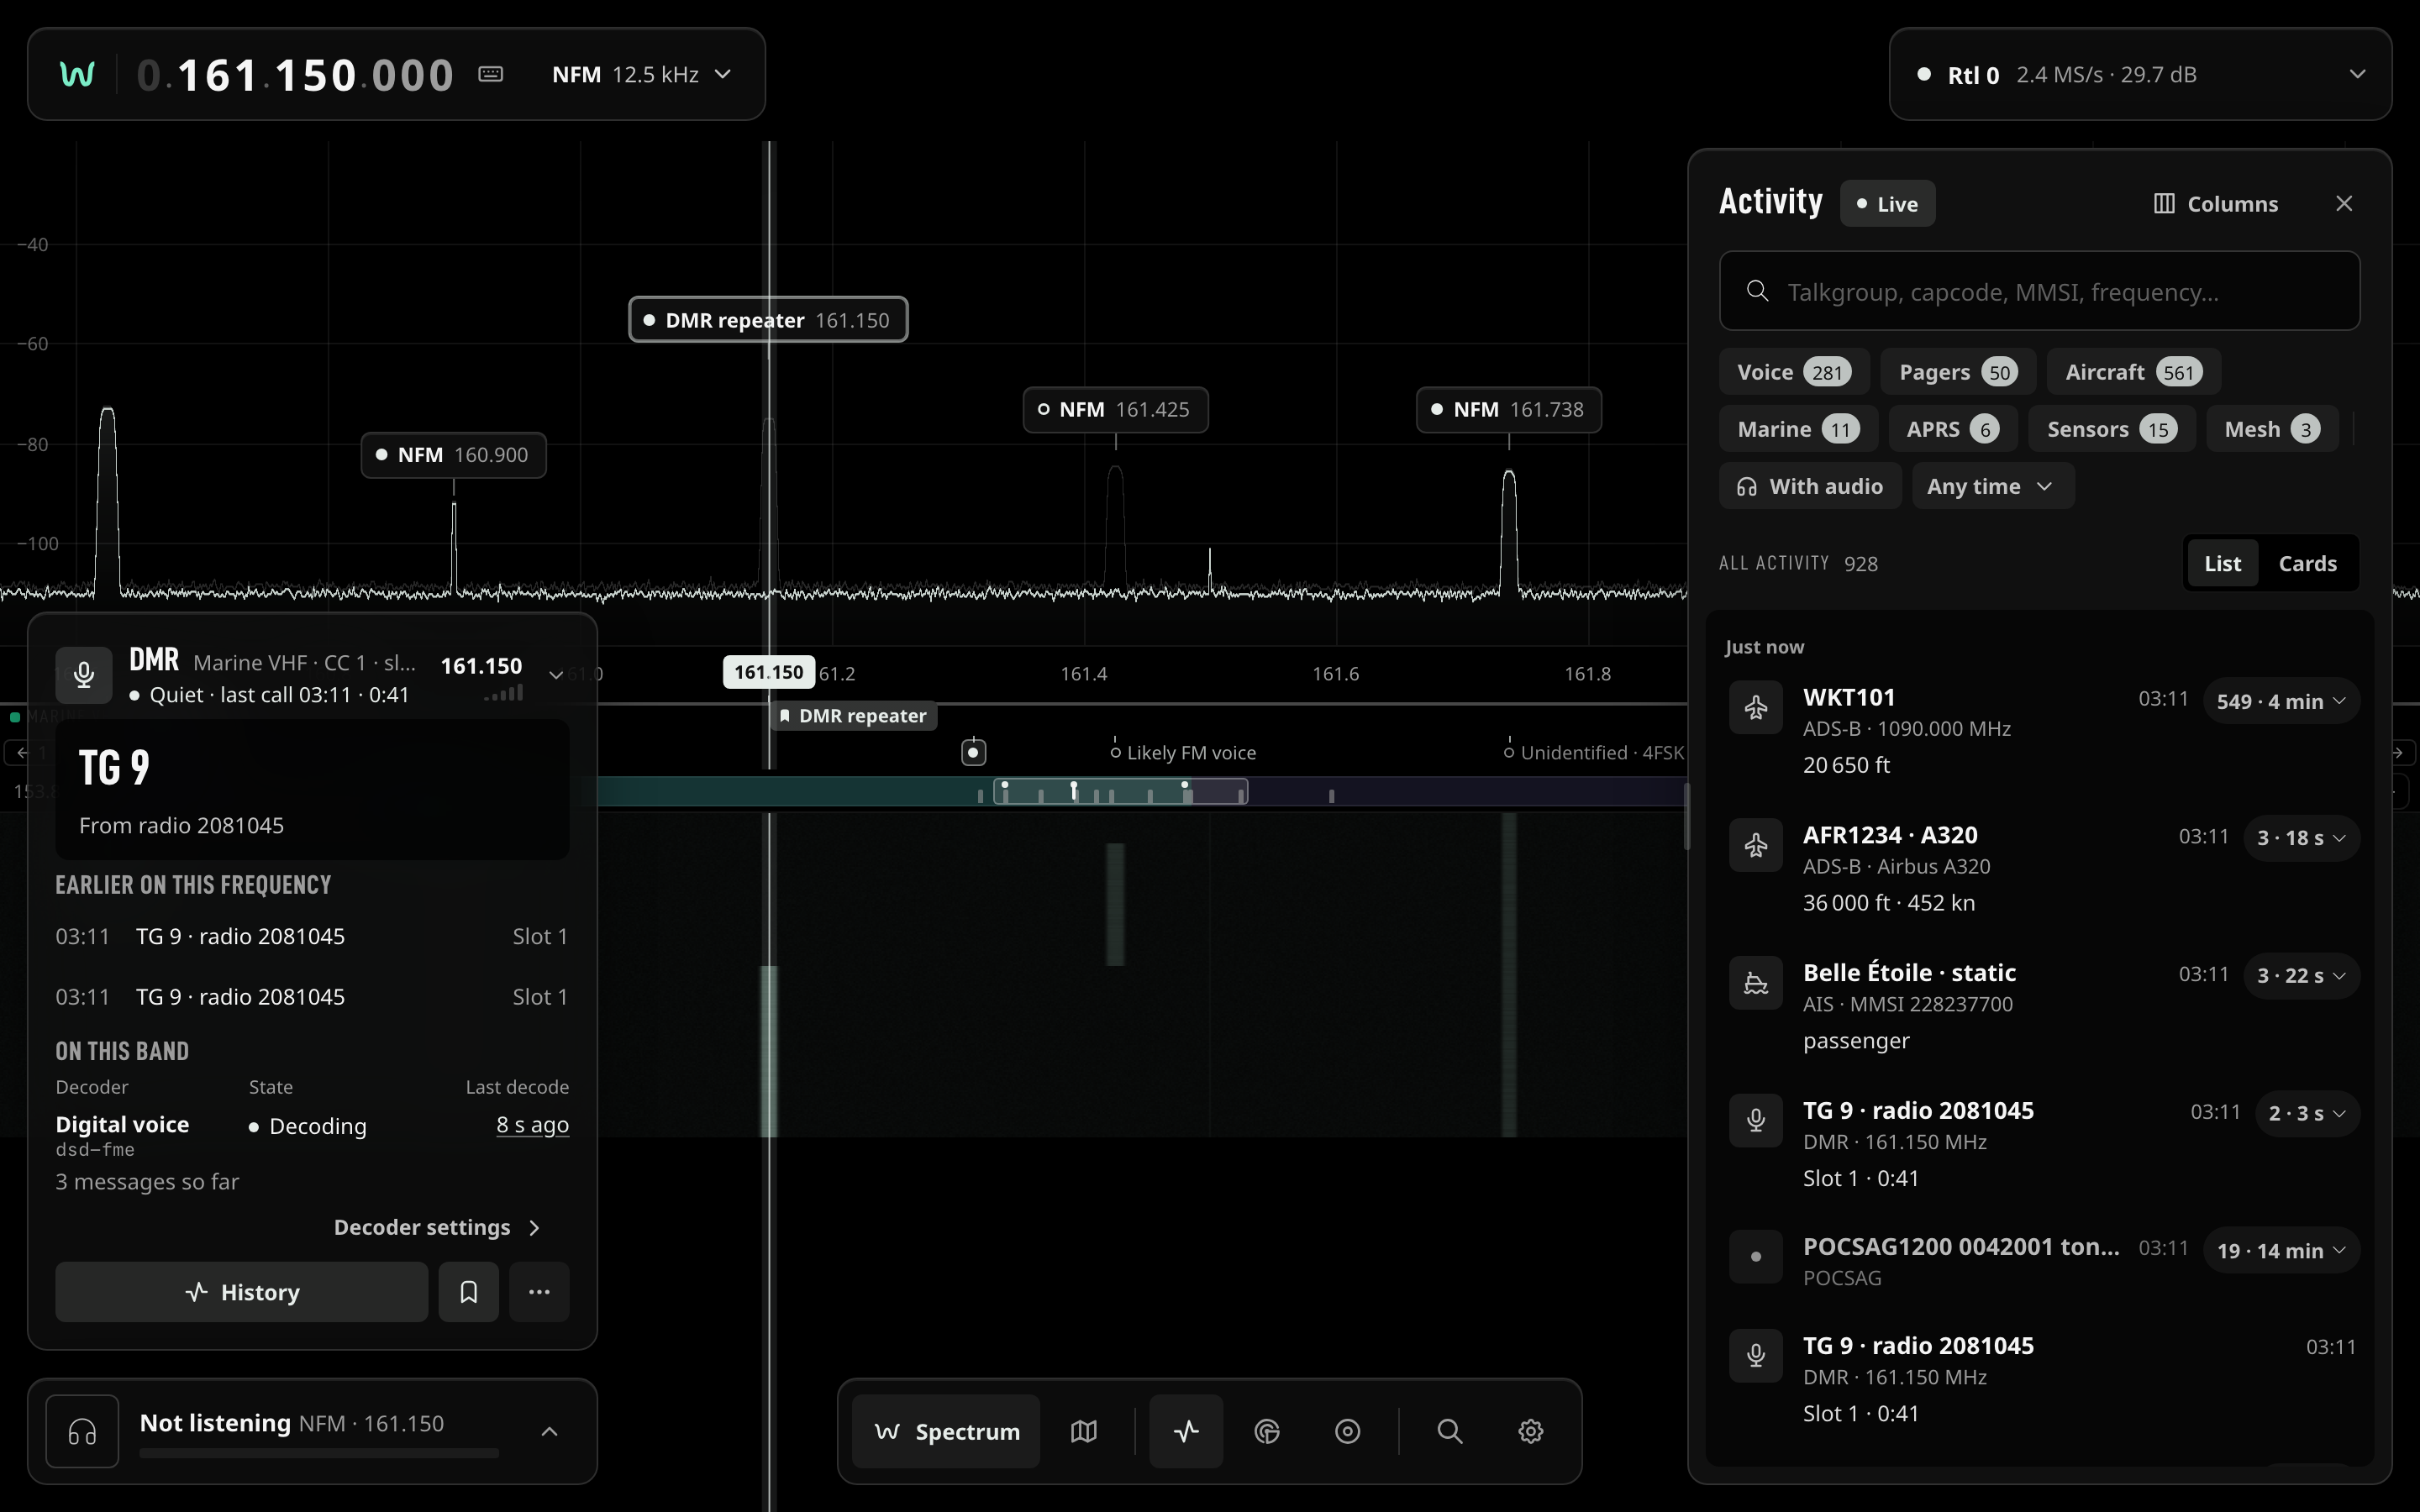 0.161.150.000 NFM 12.5 kHz
Rtl 0 2.4 MS/s · 29.7 dB
−40
−60
−80
−100
DMR repeater 161.150
NFM 160.900
NFM 161.425
NFM 161.738
161.150
61.2
161.4
161.6
161.8
DMR repeater
Likely FM voice
Unidentified · 4FSK
DMR Marine VHF · CC 1 · sl... 161.150
Quiet · last call 03:11 · 0:41
TG 9
From radio 2081045
EARLIER ON THIS FREQUENCY
03:11 TG 9 · radio 2081045 Slot 1
03:11 TG 9 · radio 2081045 Slot 1
ON THIS BAND
Decoder State Last decode
Digital voice Decoding 8 s ago
dsd-fme
3 messages so far
Decoder settings
History
Not listening NFM · 161.150
Spectrum
Activity Live Columns
Talkgroup, capcode, MMSI, frequency...
Voice 281 Pagers 50 Aircraft 561
Marine 11 APRS 6 Sensors 15 Mesh 3
With audio Any time
ALL ACTIVITY 928 List Cards
Just now
WKT101 03:11 549 · 4 min
ADS-B · 1090.000 MHz
20 650 ft
AFR1234 · A320 03:11 3 · 18 s
ADS-B · Airbus A320
36 000 ft · 452 kn
Belle Étoile · static 03:11 3 · 22 s
AIS · MMSI 228237700
passenger
TG 9 · radio 2081045 03:11 2 · 3 s
DMR · 161.150 MHz
Slot 1 · 0:41
POCSAG1200 0042001 ton... 03:11 19 · 14 min
POCSAG
TG 9 · radio 2081045 03:11
DMR · 161.150 MHz
Slot 1 · 0:41